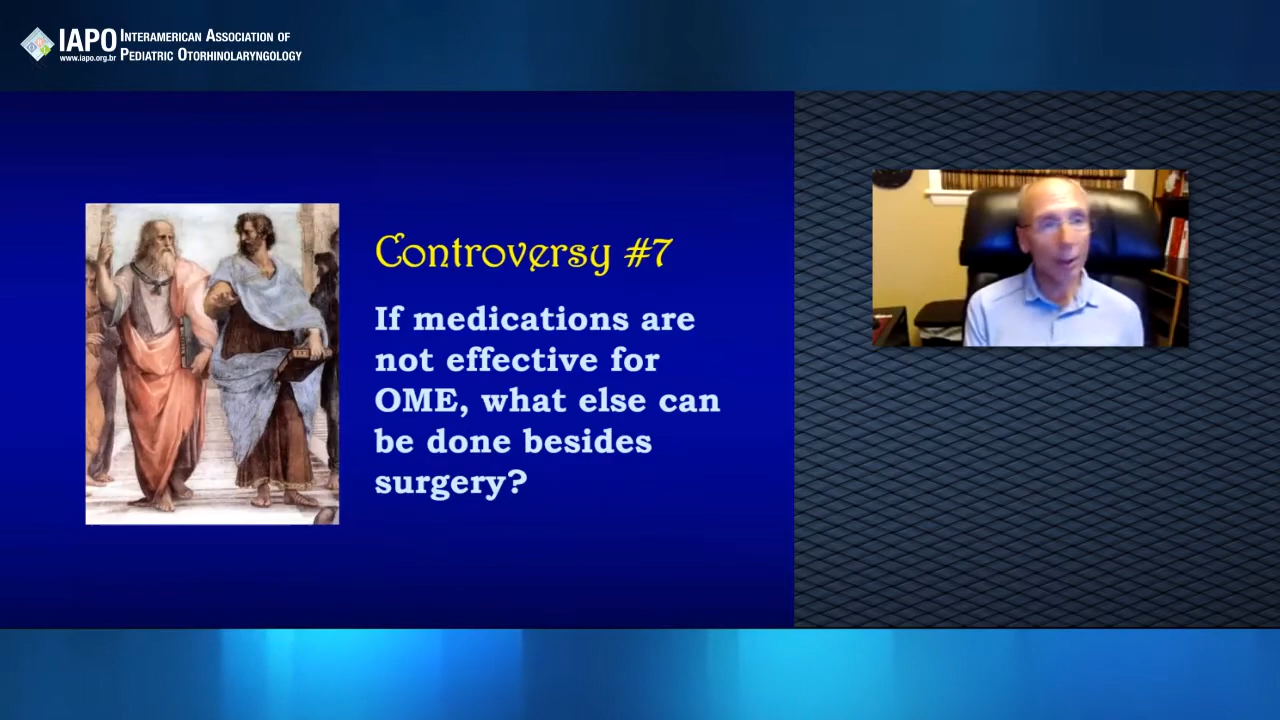 IAPO
INTERAMERICAN ASSOCIATION OF
PEDIATRIC OTORHINOLARYNGOLOGY
www.iapo.org.br
Controversy #7
If medications are
not effective for
OME, what else can
be done besides
surgery?